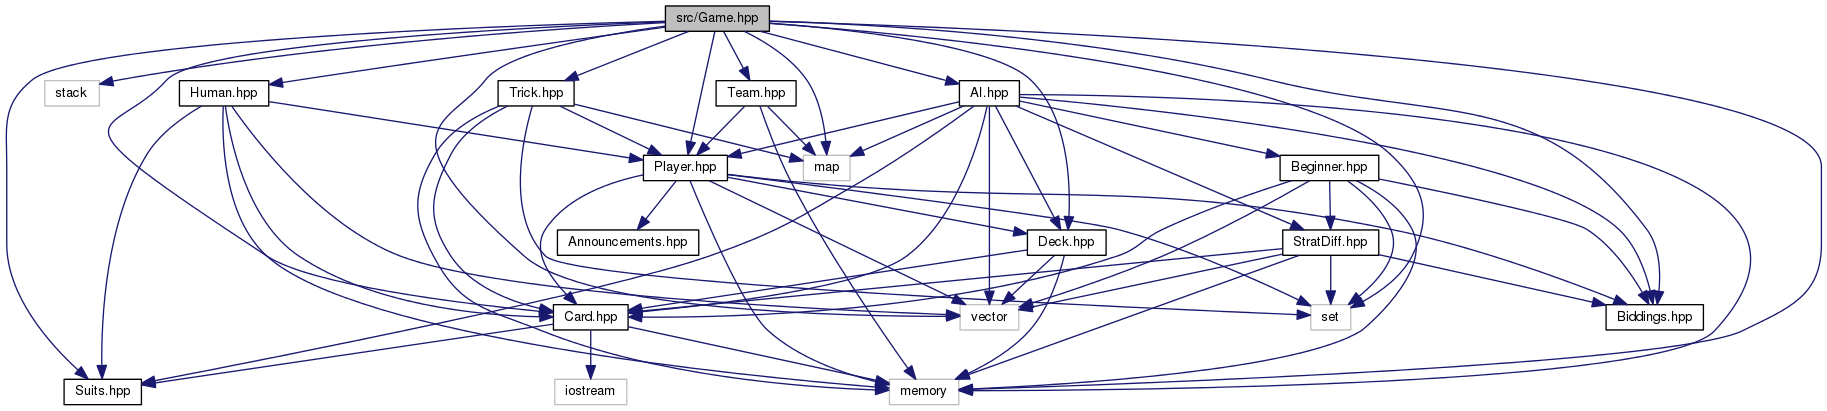 src/Game.hpp
stack
Human.hpp
Trick.hpp
Team.hpp
AI.hpp
Player.hpp
map
Beginner.hpp
Announcements.hpp
Deck.hpp
StratDiff.hpp
Card.hpp
vector
set
Biddings.hpp
Suits.hpp
iostream
memory